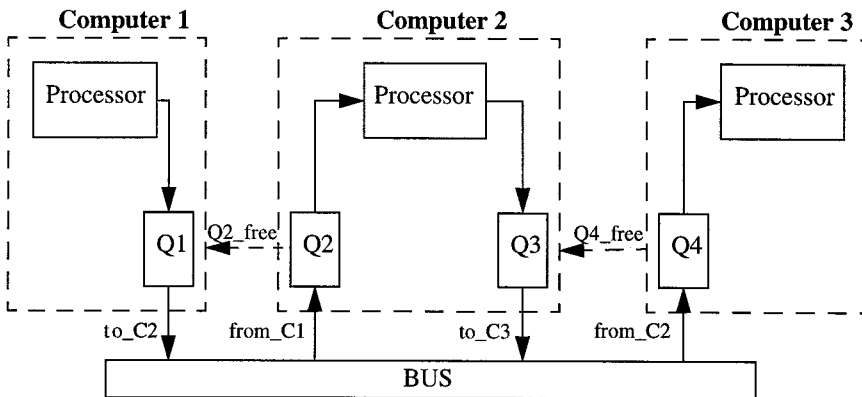 Computer 1
Computer 2
Computer 3
Processor
Processor
Processor
Q1
Q2_free
Q2
Q3
Q4_free
Q4
to_C2
from_C1
to_C3
from_C2
BUS